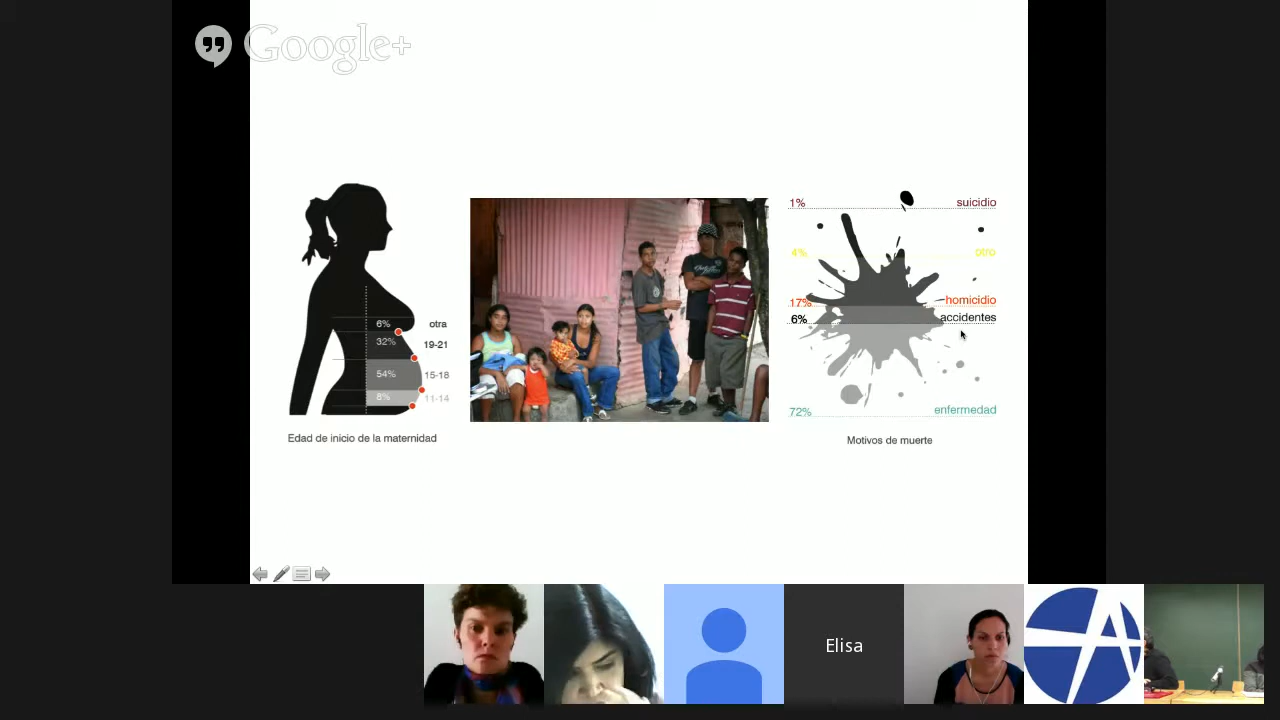 Google+
6% otra
32% 19-21
54% 15-18
8% 11-14
Edad de inicio de la maternidad
1% suicidio
4% otro
17% homicidio
6% accidentes
72% enfermedad
Motivos de muerte
Elisa